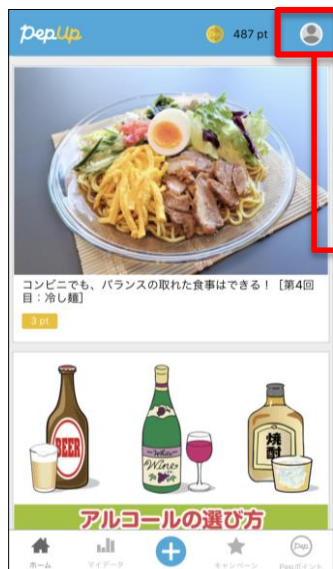 PepUp
487 pt
コンビニでも、バランスの取れた食事はできる！［第4回
目：冷し麺］
3 pt
BEER
White
Wine
焼酎
アルコールの選び方
ホーム
マイデータ
キャンペーン
Pep
Pepポイント